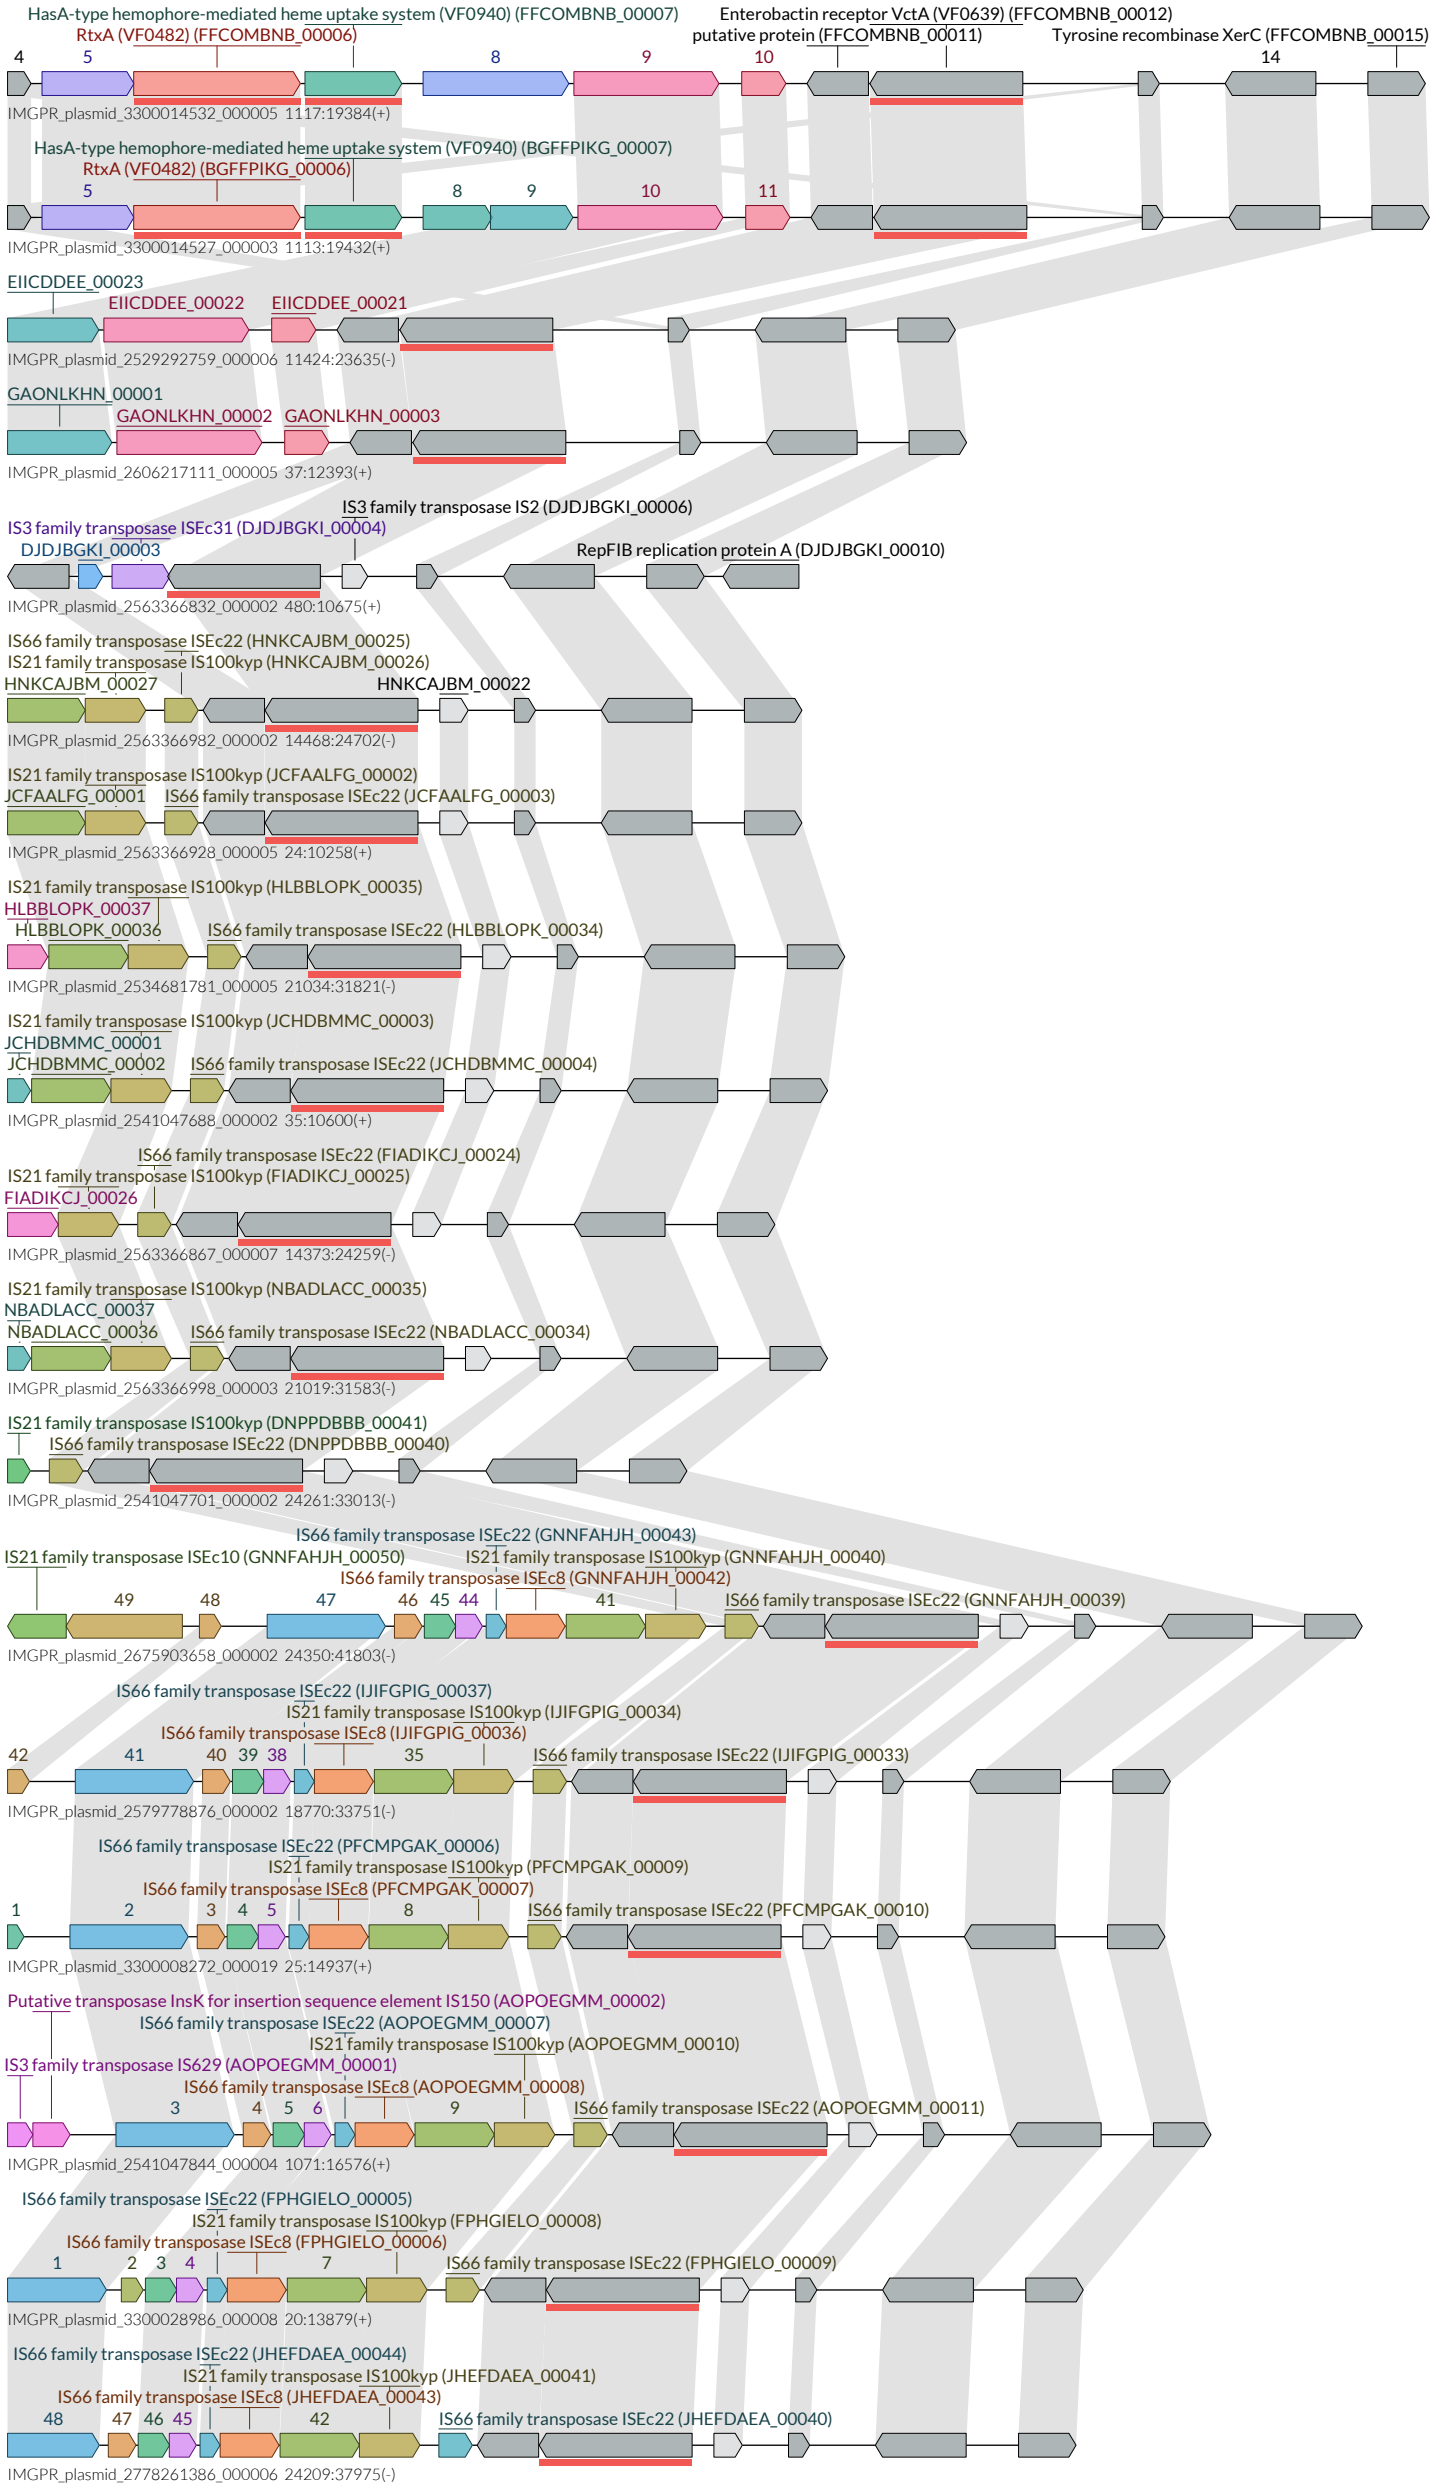 HasA-type hemophore-mediated heme uptake system (VF0940) (FFCOMBNB_00007)
Enterobactin receptor VctA (VF0639) (FFCOMBNB_00012)
RtxA (VF0482) (FFCOMBNB_00006)
putative protein (FFCOMBNB_00011)
Tyrosine recombinase XerC (FFCOMBNB_00015)
4 5 8 9 10 14
IMGPR_plasmid_3300014532_000005 1117:19384(+)
HasA-type hemophore-mediated heme uptake system (VF0940) (BGFFPIKG_00007)
RtxA (VF0482) (BGFFPIKG_00006)
5 8 9 10 11
IMGPR_plasmid_3300014527_000003 1113:19432(+)
EIICDDEE_00023
EIICDDEE_00022 EIICDDEE_00021
IMGPR_plasmid_2529292759_000006 11424:23635(-)
GAONLKHN_00001
GAONLKHN_00002 GAONLKHN_00003
IMGPR_plasmid_2606217111_000005 37:12393(+)
IS3 family transposase IS2 (DJDJBGKI_00006)
IS3 family transposase ISEc31 (DJDJBGKI_00004)
DJDJBGKI_00003 RepFIB replication protein A (DJDJBGKI_00010)
IMGPR_plasmid_2563366832_000002 480:10675(+)
IS66 family transposase ISEc22 (HNKCAJBM_00025)
IS21 family transposase IS100kyp (HNKCAJBM_00026)
HNKCAJBM_00027 HNKCAJBM_00022
IMGPR_plasmid_2563366982_000002 14468:24702(-)
IS21 family transposase IS100kyp (JCFAALFG_00002)
JCFAALFG_00001 IS66 family transposase ISEc22 (JCFAALFG_00003)
IMGPR_plasmid_2563366928_000005 24:10258(+)
IS21 family transposase IS100kyp (HLBBLOPK_00035)
HLBBLOPK_00037
HLBBLOPK_00036 IS66 family transposase ISEc22 (HLBBLOPK_00034)
IMGPR_plasmid_2534681781_000005 21034:31821(-)
IS21 family transposase IS100kyp (JCHDBMMC_00003)
JCHDBMMC_00001
JCHDBMMC_00002 IS66 family transposase ISEc22 (JCHDBMMC_00004)
IMGPR_plasmid_2541047688_000002 35:10600(+)
IS66 family transposase ISEc22 (FIADIKCJ_00024)
IS21 family transposase IS100kyp (FIADIKCJ_00025)
FIADIKCJ_00026
IMGPR_plasmid_2563366867_000007 14373:24259(-)
IS21 family transposase IS100kyp (NBADLACC_00035)
NBADLACC_00037
NBADLACC_00036 IS66 family transposase ISEc22 (NBADLACC_00034)
IMGPR_plasmid_2563366998_000003 21019:31583(-)
IS21 family transposase IS100kyp (DNPPDBBB_00041)
IS66 family transposase ISEc22 (DNPPDBBB_00040)
IMGPR_plasmid_2541047701_000002 24261:33013(-)
IS66 family transposase ISEc22 (GNNFAHJH_00043)
IS21 family transposase ISEc10 (GNNFAHJH_00050) IS21 family transposase IS100kyp (GNNFAHJH_00040)
IS66 family transposase ISEc8 (GNNFAHJH_00042)
49 48 47 46 45 44 41 IS66 family transposase ISEc22 (GNNFAHJH_00039)
IMGPR_plasmid_2675903658_000002 24350:41803(-)
IS66 family transposase ISEc22 (IJIFGPIG_00037)
IS21 family transposase IS100kyp (IJIFGPIG_00034)
IS66 family transposase ISEc8 (IJIFGPIG_00036)
42 41 40 39 38 35 IS66 family transposase ISEc22 (IJIFGPIG_00033)
IMGPR_plasmid_2579778876_000002 18770:33751(-)
IS66 family transposase ISEc22 (PFCMPGAK_00006)
IS21 family transposase IS100kyp (PFCMPGAK_00009)
IS66 family transposase ISEc8 (PFCMPGAK_00007)
1 2 3 4 5 8 IS66 family transposase ISEc22 (PFCMPGAK_00010)
IMGPR_plasmid_3300008272_000019 25:14937(+)
Putative transposase InsK for insertion sequence element IS150 (AOPOEGMM_00002)
IS66 family transposase ISEc22 (AOPOEGMM_00007)
IS21 family transposase IS100kyp (AOPOEGMM_00010)
IS3 family transposase IS629 (AOPOEGMM_00001)
IS66 family transposase ISEc8 (AOPOEGMM_00008)
3 4 5 6 9 IS66 family transposase ISEc22 (AOPOEGMM_00011)
IMGPR_plasmid_2541047844_000004 1071:16576(+)
IS66 family transposase ISEc22 (FPHGIELO_00005)
IS21 family transposase IS100kyp (FPHGIELO_00008)
IS66 family transposase ISEc8 (FPHGIELO_00006)
1 2 3 4 7 IS66 family transposase ISEc22 (FPHGIELO_00009)
IMGPR_plasmid_3300028986_000008 20:13879(+)
IS66 family transposase ISEc22 (JHEFDAEA_00044)
IS21 family transposase IS100kyp (JHEFDAEA_00041)
IS66 family transposase ISEc8 (JHEFDAEA_00043)
48 47 46 45 42 IS66 family transposase ISEc22 (JHEFDAEA_00040)
IMGPR_plasmid_2778261386_000006 24209:37975(-)